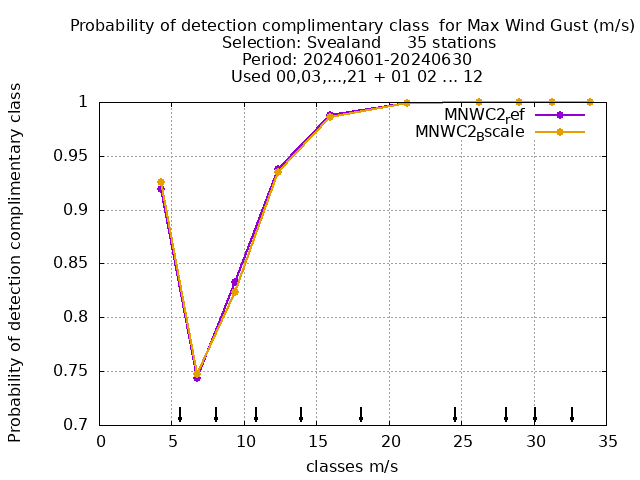 Probability of detection complimentary class  for Max Wind Gust (m/s)
Selection: Svealand     35 stations
Period: 20240601-20240630
Used 00,03,...,21 + 01 02 ... 12
Probability of detection complimentary class
1
0.95
0.9
0.85
0.8
0.75
0.7
MNWC2ref
MNWC2Bscale
0 5 10 15 20 25 30 35
classes m/s